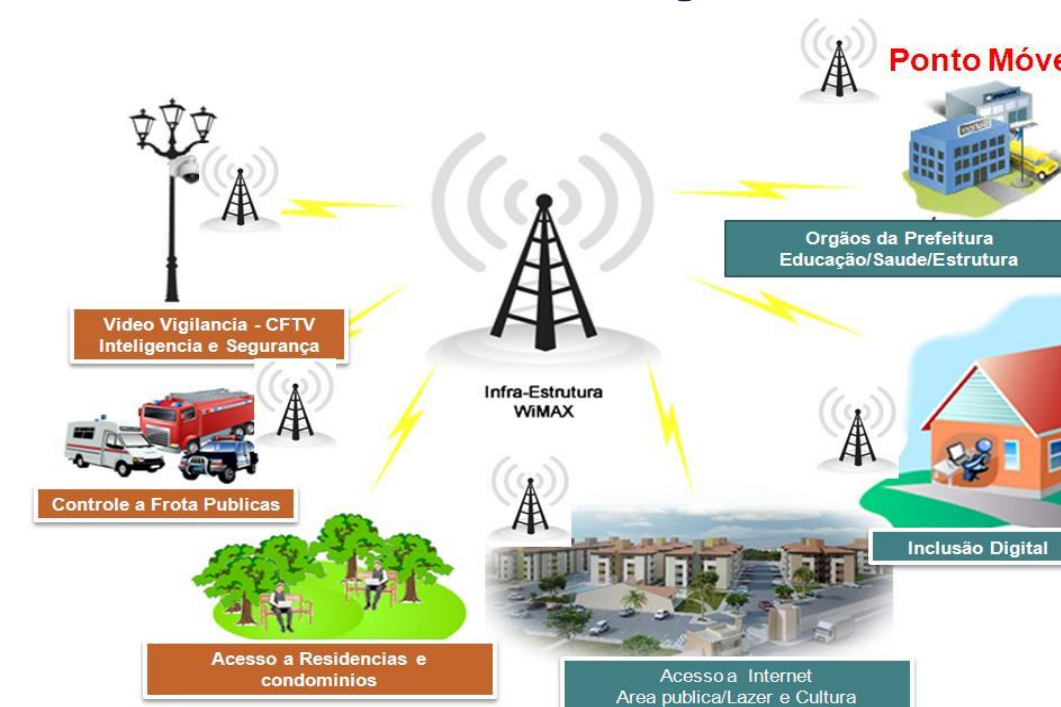 Ponto Móve
Orgãos da Prefeitura
Educação/Saude/Estrutura
Video Vigilancia - CFTV
Inteligencia e Segurança
Infra-Estrutura
WiMAX
Controle a Frota Publicas
Inclusão Digital
Acesso a Residencias e
condominios
Acesso a Internet
Area publica/Lazer e Cultura